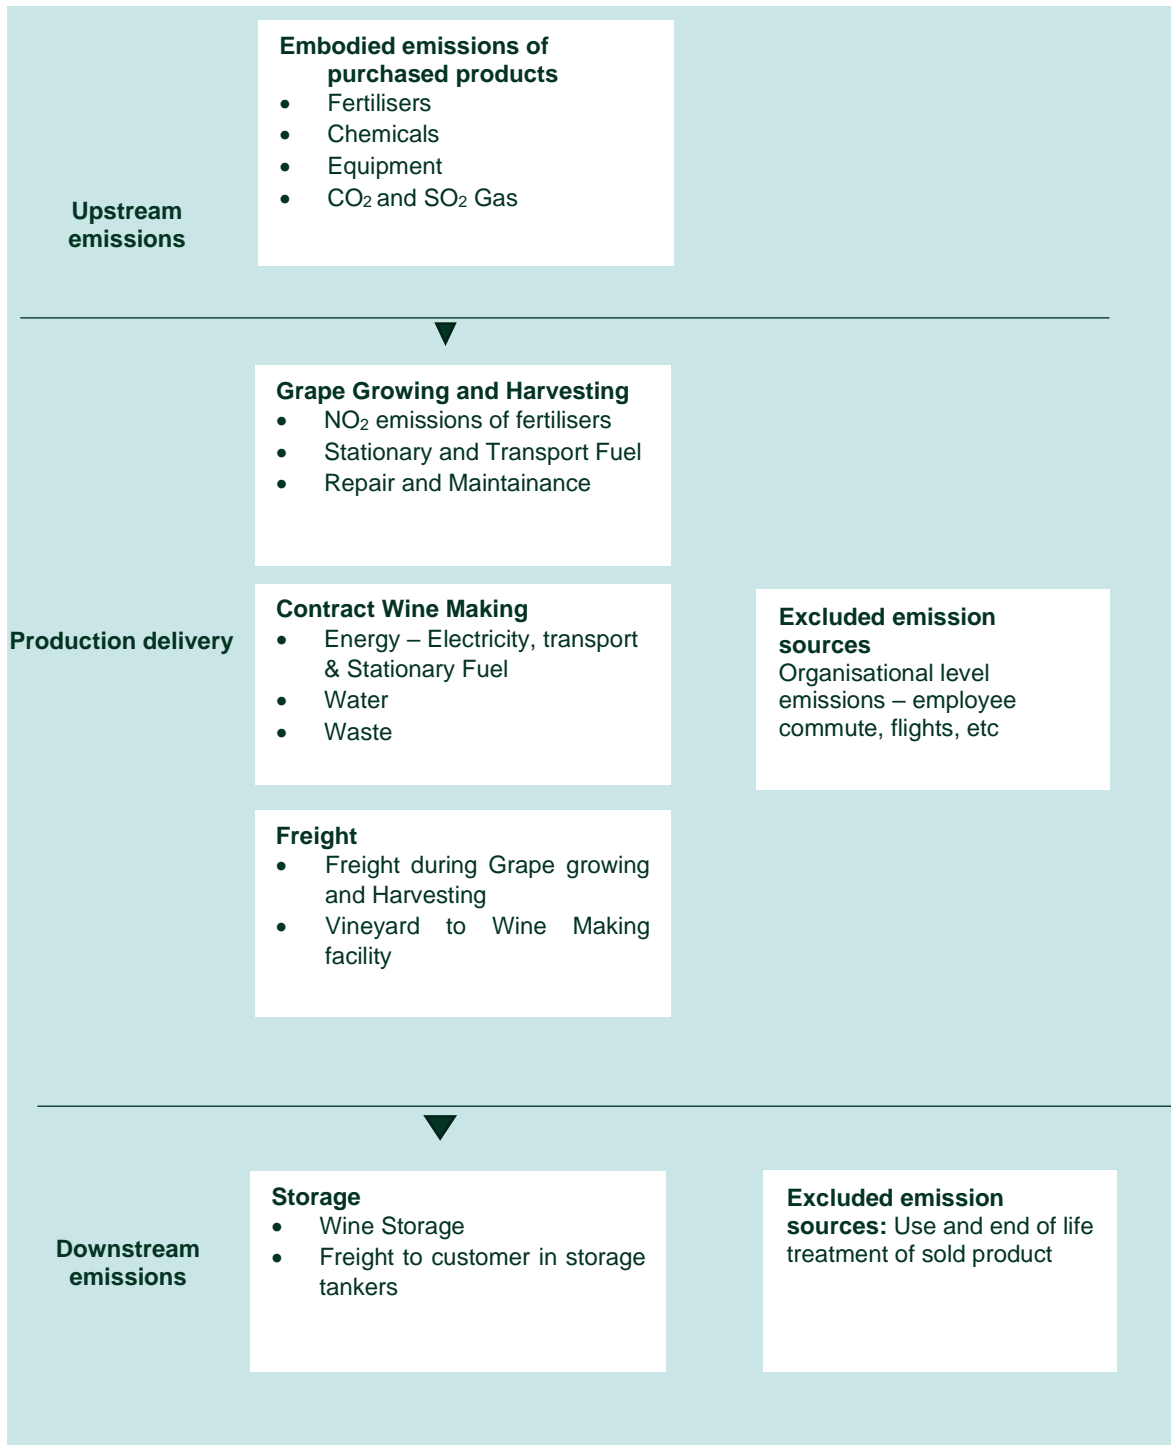 Embodied emissions of
purchased products
• Fertilisers
• Chemicals
• Equipment
• CO₂ and SO₂ Gas
Upstream
emissions
Grape Growing and Harvesting
• NO₂ emissions of fertilisers
• Stationary and Transport Fuel
• Repair and Maintainance
Production delivery
Contract Wine Making
• Energy – Electricity, transport
& Stationary Fuel
• Water
• Waste
Excluded emission
sources
Organisational level
emissions – employee
commute, flights, etc
Freight
• Freight during Grape growing
and Harvesting
• Vineyard to Wine Making
facility
Downstream
emissions
Storage
• Wine Storage
• Freight to customer in storage
tankers
Excluded emission
sources: Use and end of life
treatment of sold product